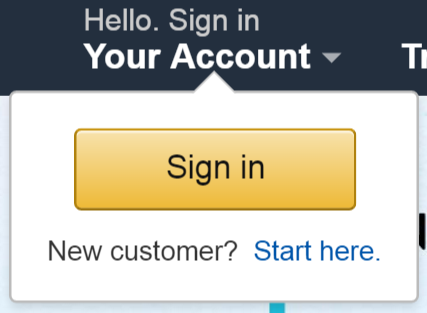 Hello. Sign in
Your Account
Sign in
New customer? Start here.